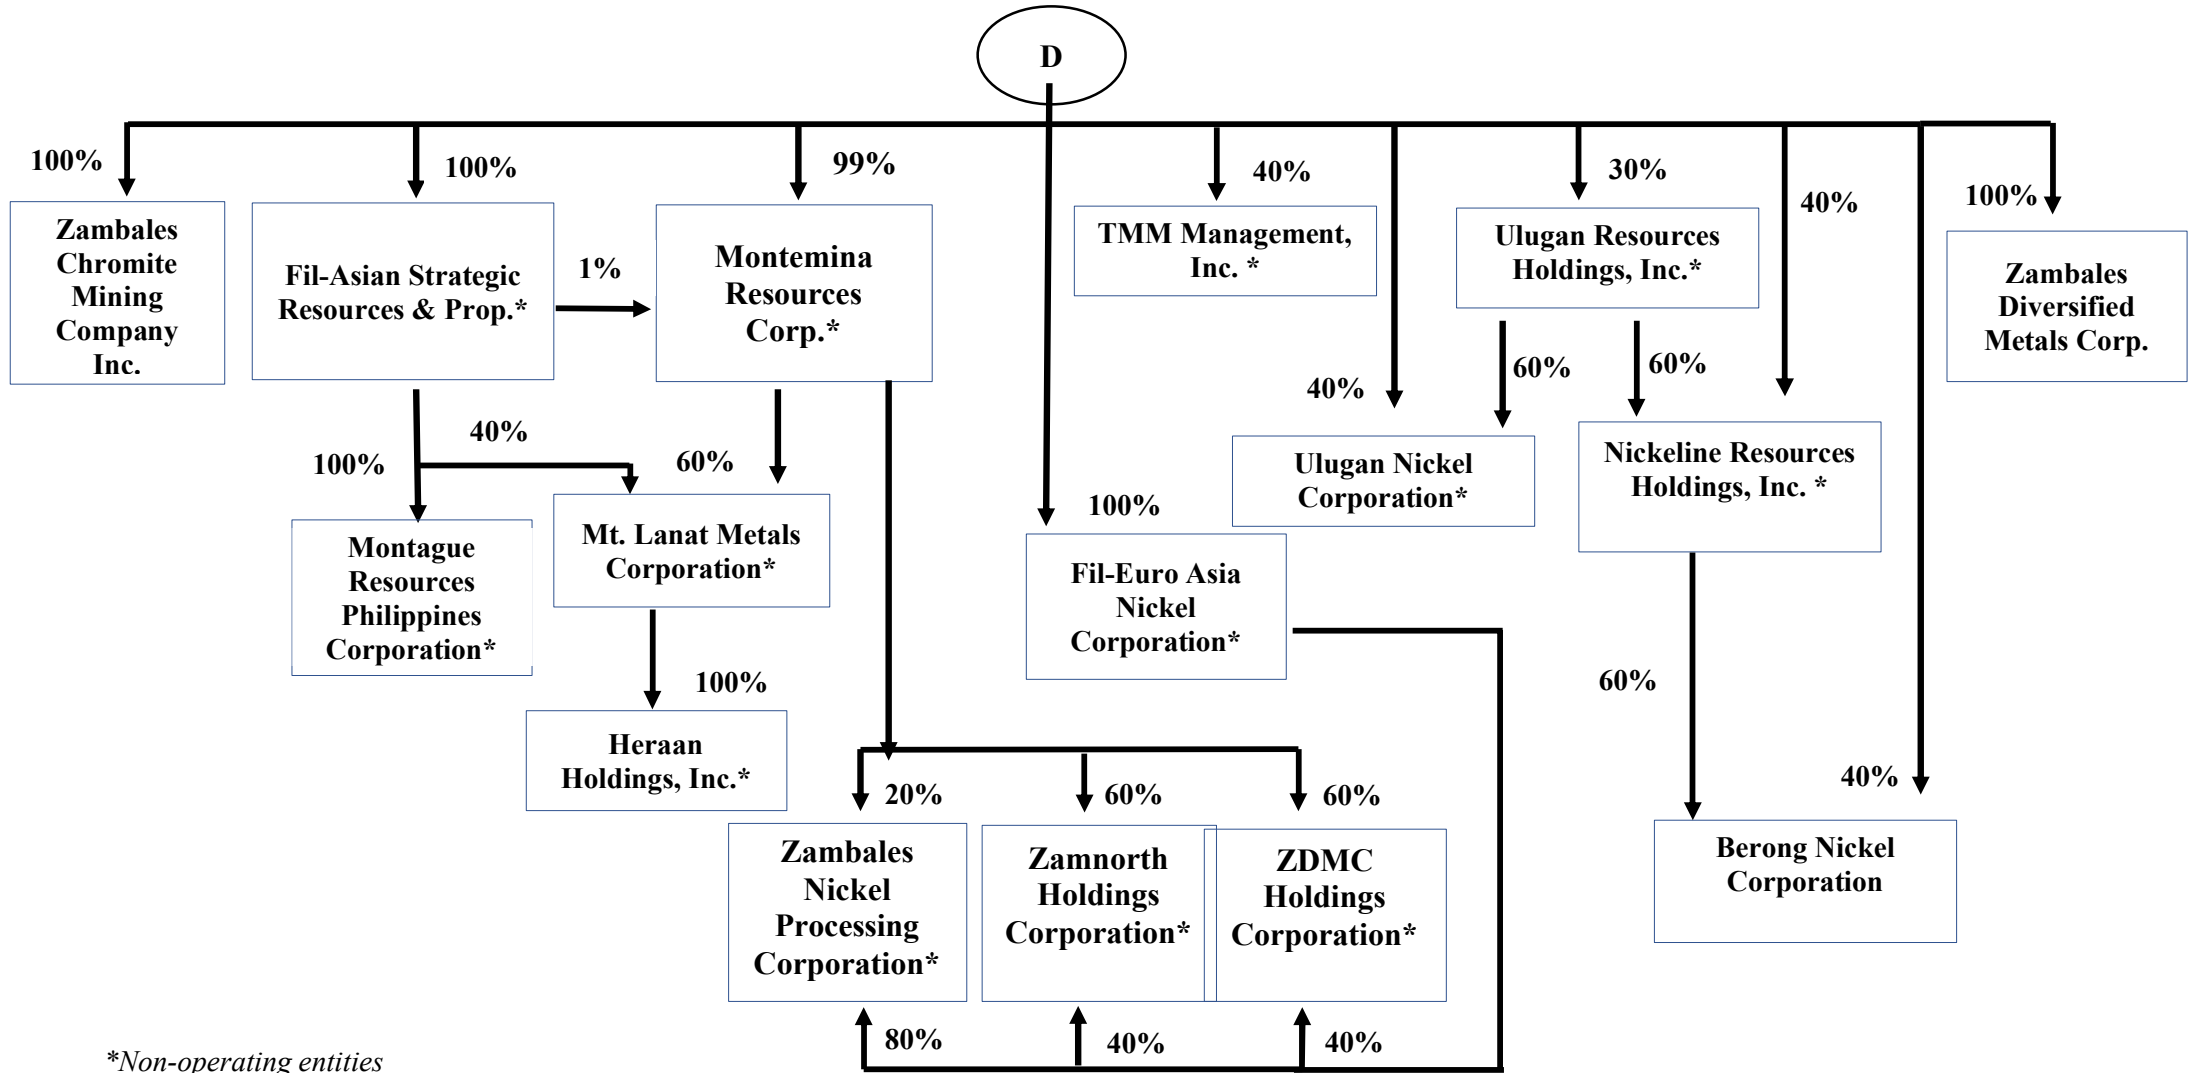 D
100%
100%
99%
40%
30%
40%
100%
Zambales
Chromite
Mining
Company
Inc.
Fil-Asian Strategic
Resources & Prop.*
1%
Montemina
Resources
Corp.*
TMM Management,
Inc. *
Ulugan Resources
Holdings, Inc.*
Zambales
Diversified
Metals Corp.
40%
60%
60%
100%
40%
60%
Ulugan Nickel
Corporation*
Nickeline Resources
Holdings, Inc. *
Montague
Resources
Philippines
Corporation*
Mt. Lanat Metals
Corporation*
100%
Fil-Euro Asia
Nickel
Corporation*
100%
60%
Heraan
Holdings, Inc.*
20%
60%
60%
40%
Zambales
Nickel
Processing
Corporation*
Zamnorth
Holdings
Corporation*
ZDMC
Holdings
Corporation*
Berong Nickel
Corporation
80%
40%
40%
*Non-operating entities